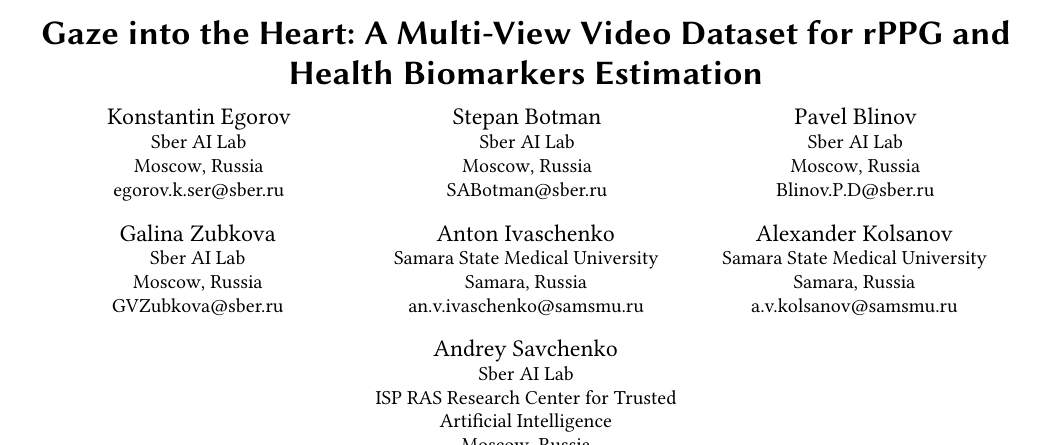 Gaze into the Heart: A Multi-View Video Dataset for rPPG and
Health Biomarkers Estimation
Konstantin Egorov
Sber AI Lab
Moscow, Russia
egorov.k.ser@sber.ru
Stepan Botman
Sber AI Lab
Moscow, Russia
SABotman@sber.ru
Pavel Blinov
Sber AI Lab
Moscow, Russia
Blinov.P.D@sber.ru
Galina Zubkova
Sber AI Lab
Moscow, Russia
GVZubkova@sber.ru
Anton Ivaschenko
Samara State Medical University
Samara, Russia
an.v.ivaschenko@samsmu.ru
Alexander Kolsanov
Samara State Medical University
Samara, Russia
a.v.kolsanov@samsmu.ru
Andrey Savchenko
Sber AI Lab
ISP RAS Research Center for Trusted
Artificial Intelligence
Moscow, Russia